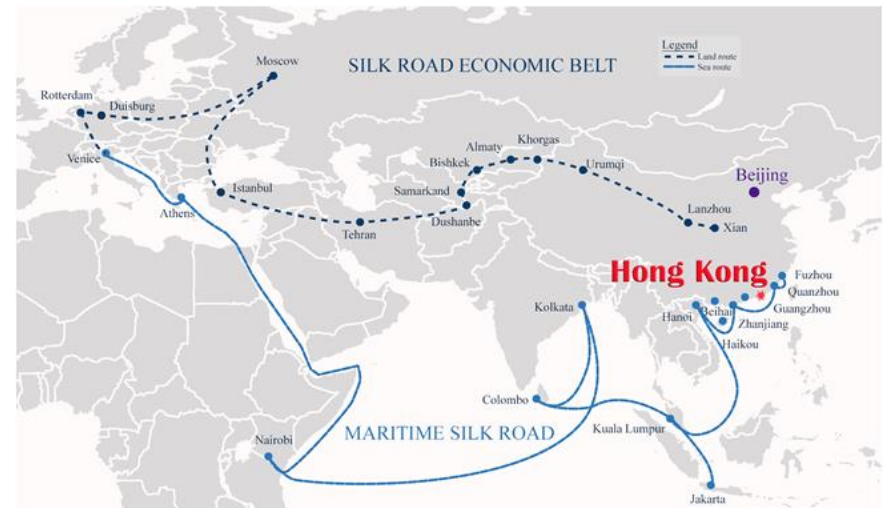 Moscow
SILK ROAD ECONOMIC BELT
Legend
Land route
Sea route
Rotterdam
Duisburg
Venice
Istanbul
Athens
Tehran
Samarkand
Dushanbe
Bishkek
Almaty
Khorgas
Urumqi
Beijing
Lanzhou
Xian
Hong Kong
Fuzhou
Quanzhou
Guangzhou
Zhanjiang
Beihai
Haikou
Hanoi
Kolkata
Colombo
Kuala Lumpur
MARITIME SILK ROAD
Nairobi
Jakarta